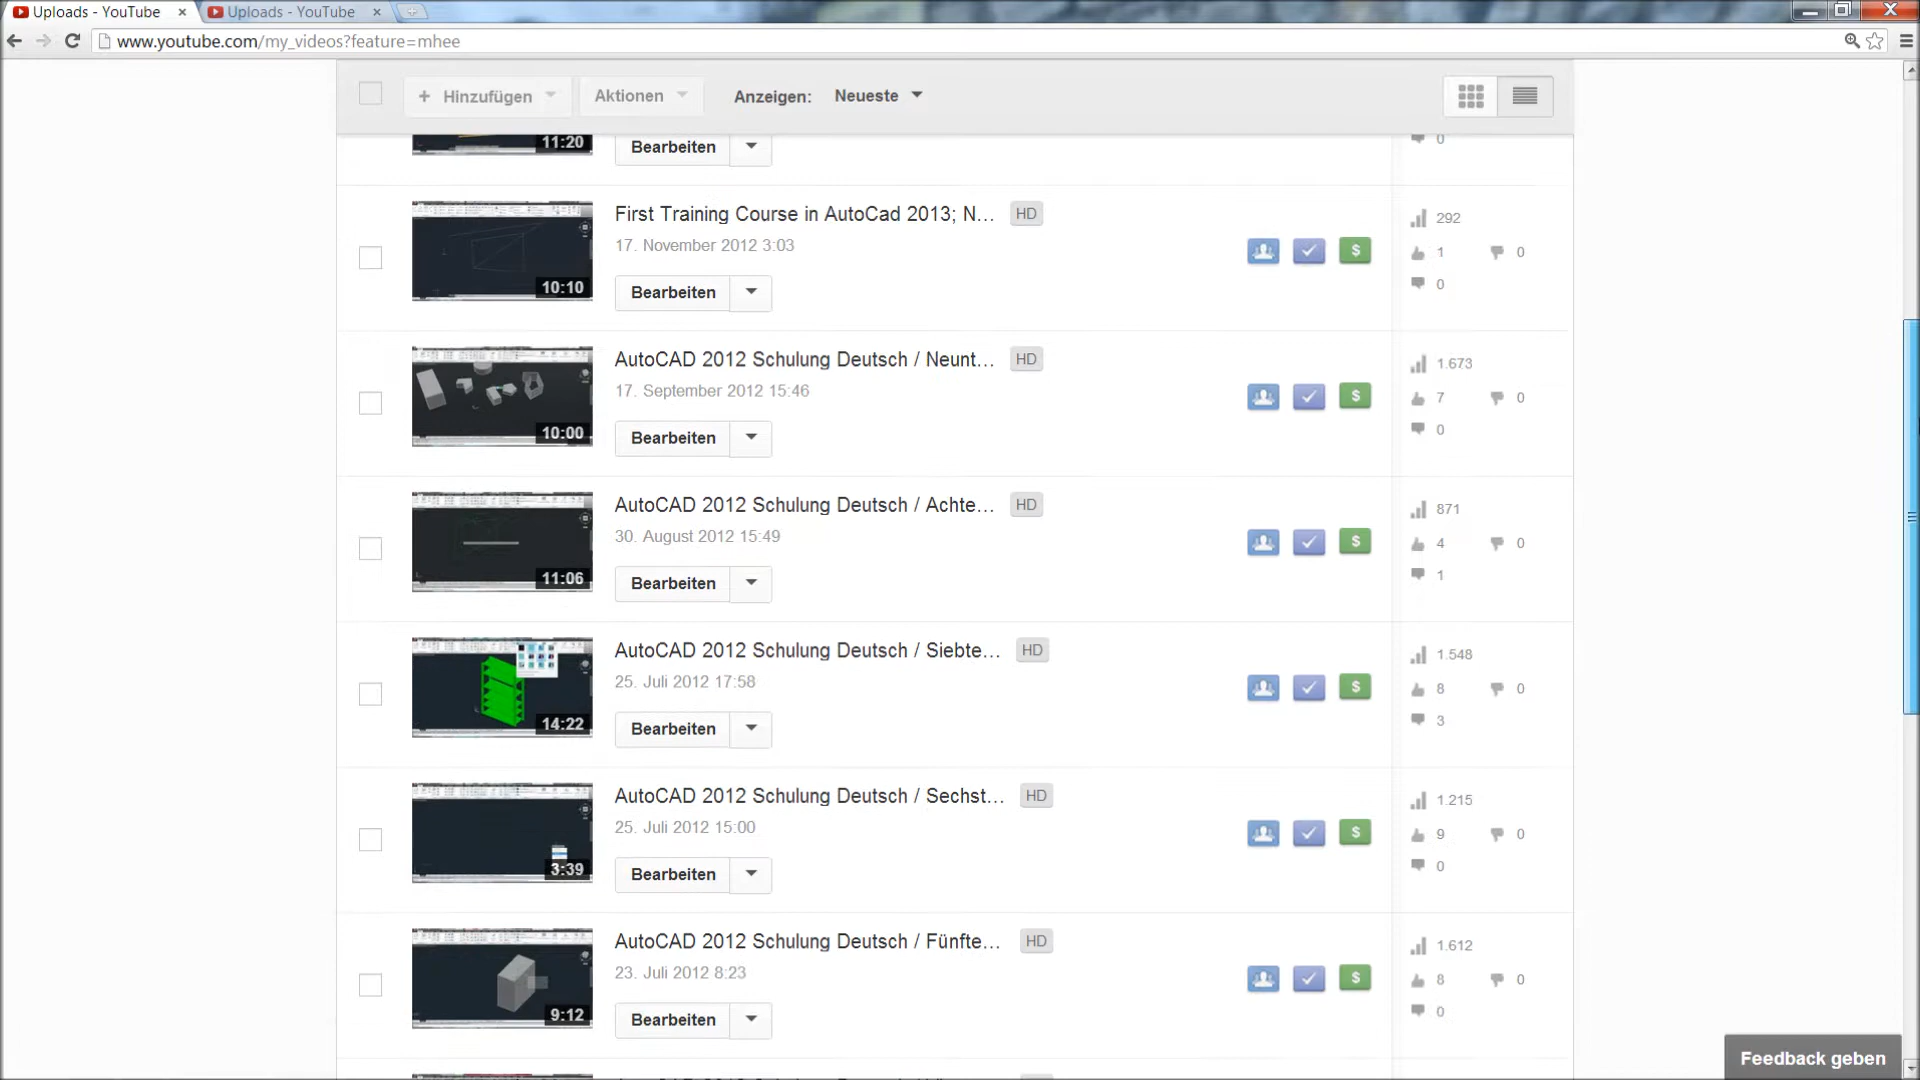 Uploads - YouTube
Uploads - YouTube
www.youtube.com/my_videos?feature=mhee
+ Hinzufügen
Aktionen
Anzeigen:
Neueste
11:20
Bearbeiten
0
First Training Course in AutoCad 2013; N...
HD
17. November 2012 3:03
10:10
Bearbeiten
$
292
1
0
0
AutoCAD 2012 Schulung Deutsch / Neunt...
HD
17. September 2012 15:46
10:00
Bearbeiten
$
1.673
7
0
0
AutoCAD 2012 Schulung Deutsch / Achte...
HD
30. August 2012 15:49
11:06
Bearbeiten
$
871
4
0
1
AutoCAD 2012 Schulung Deutsch / Siebte...
HD
25. Juli 2012 17:58
14:22
Bearbeiten
$
1.548
8
0
3
AutoCAD 2012 Schulung Deutsch / Sechst...
HD
25. Juli 2012 15:00
3:39
Bearbeiten
$
1.215
9
0
0
AutoCAD 2012 Schulung Deutsch / Fünfte...
HD
23. Juli 2012 8:23
9:12
Bearbeiten
$
1.612
8
0
0
Feedback geben